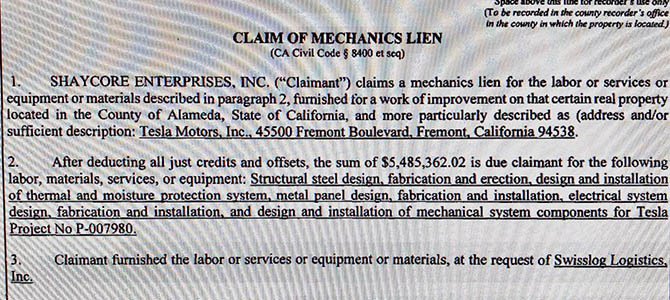 Space above this line for recorder's use only
(To be recorded in the county recorder's office
in the county in which the property is located.)
CLAIM OF MECHANICS LIEN
(CA Civil Code § 8400 et seq)
1. SHAYCORE ENTERPRISES, INC. ("Claimant") claims a mechanics lien for the labor or services or
equipment or materials described in paragraph 2, furnished for a work of improvement on that certain real property
located in the County of Alameda, State of California, and more particularly described as (address and/or
sufficient description: Tesla Motors, Inc., 45500 Fremont Boulevard, Fremont, California 94538.
2. After deducting all just credits and offsets, the sum of $5,485,362.02 is due claimant for the following
labor, materials, services, or equipment: Structural steel design, fabrication and erection, design and installation
of thermal and moisture protection system, metal panel design, fabrication and installation, electrical system
design, fabrication and installation, and design and installation of mechanical system components for Tesla
Project No P-007980.
3. Claimant furnished the labor or services or equipment or materials, at the request of Swisslog Logistics,
Inc.